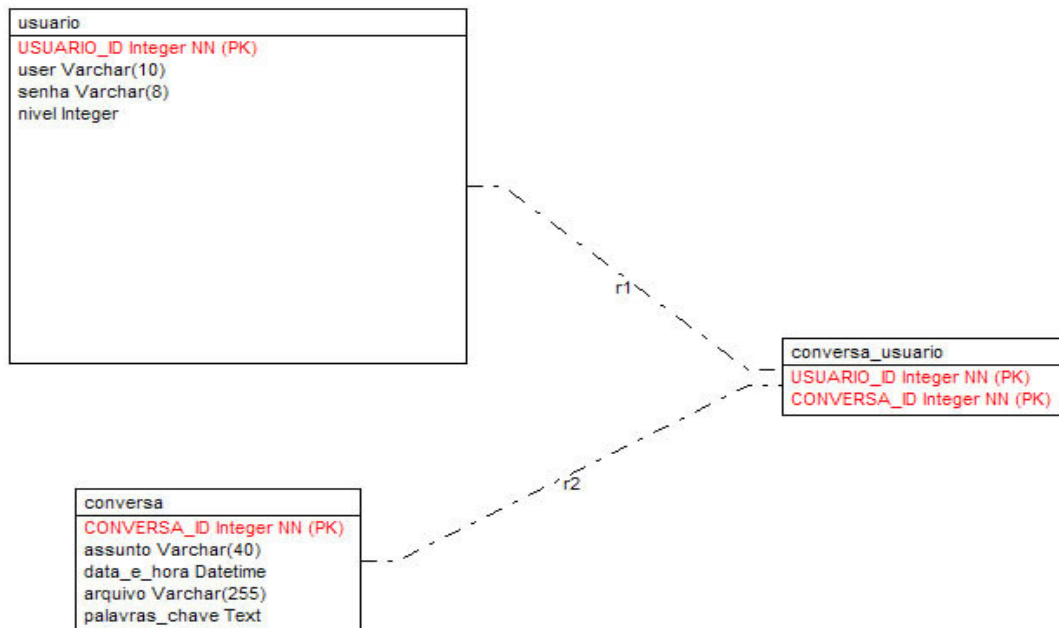 usuario
USUARIO_ID Integer NN (PK)
user Varchar(10)
senha Varchar(8)
nivel Integer
r1
conversa_usuario
USUARIO_ID Integer NN (PK)
CONVERSA_ID Integer NN (PK)
r2
conversa
CONVERSA_ID Integer NN (PK)
assunto Varchar(40)
data_e_hora Datetime
arquivo Varchar(255)
palavras_chave Text